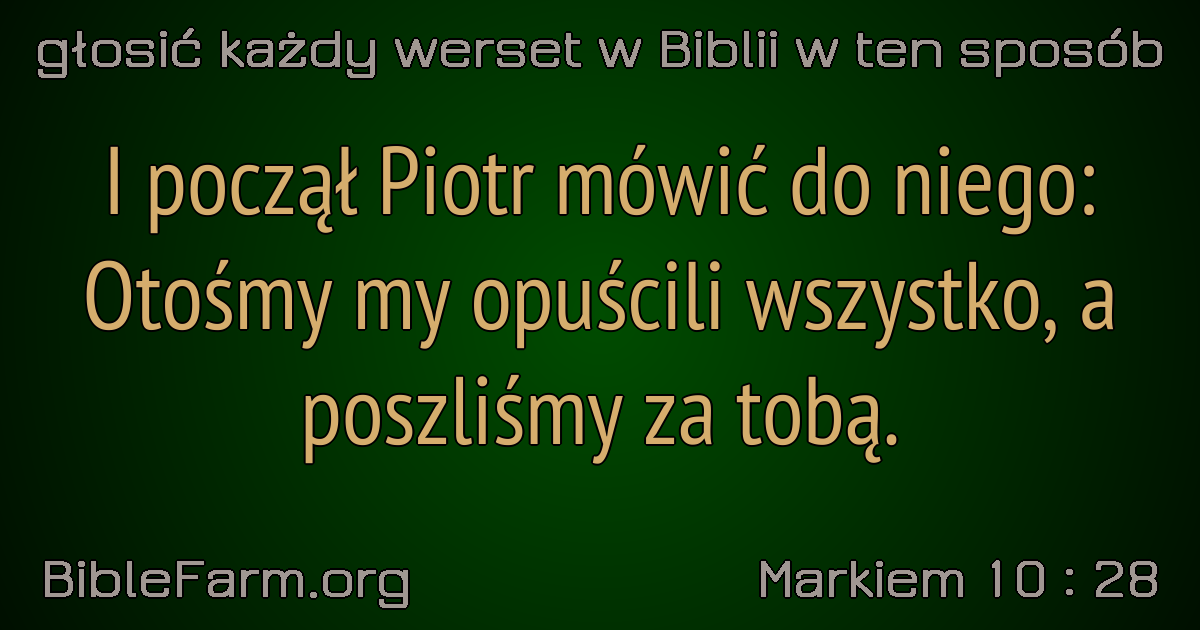 głosić każdy werset w Biblii w ten sposób
I począł Piotr mówić do niego:
Otośmy my opuścili wszystko, a
poszliśmy za tobą.
BibleFarm.org
Markiem 10 : 28